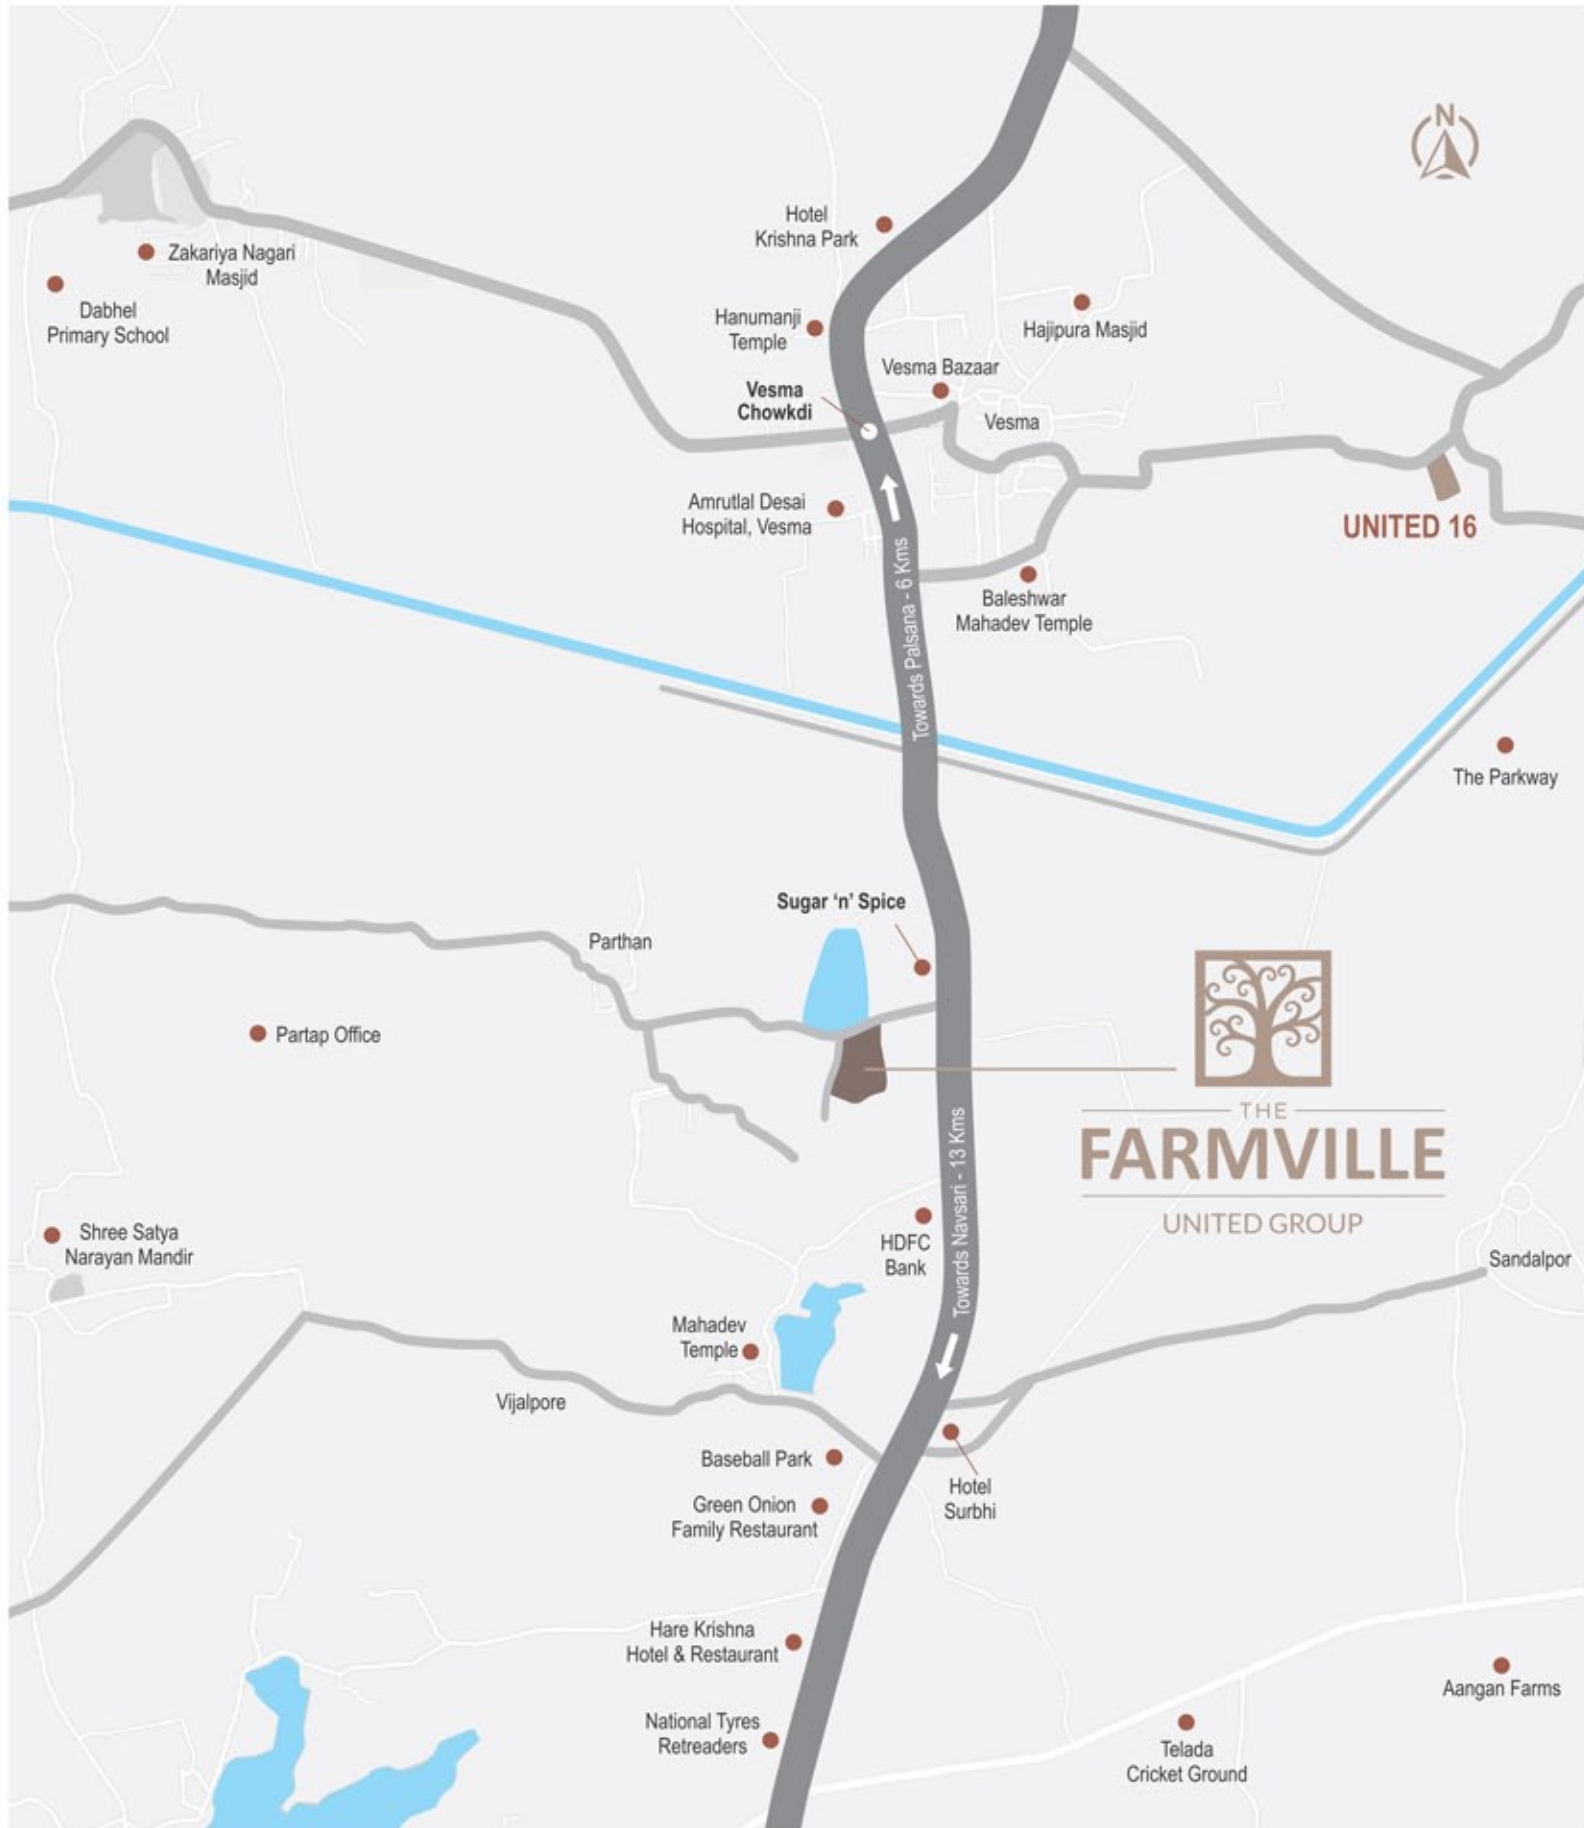 N
Hotel
Krishna Park
Zakariya Nagari
Masjid
Dabhel
Primary School
Hanumanji
Temple
Hajipura Masjid
Vesma Bazaar
Vesma
Chowkdi
Vesma
Amrutlal Desai
Hospital, Vesma
UNITED 16
Towards Palsana - 6 Kms
Baleshwar
Mahadev Temple
The Parkway
Sugar ‘n’ Spice
Parthan
Partap Office
THE
FARMVILLE
UNITED GROUP
Towards Navsari - 13 Kms
Shree Satya
Narayan Mandir
HDFC
Bank
Sandalpor
Mahadev
Temple
Vijalpore
Baseball Park
Hotel
Surbhi
Green Onion
Family Restaurant
Hare Krishna
Hotel & Restaurant
Aangan Farms
National Tyres
Retreaders
Telada
Cricket Ground